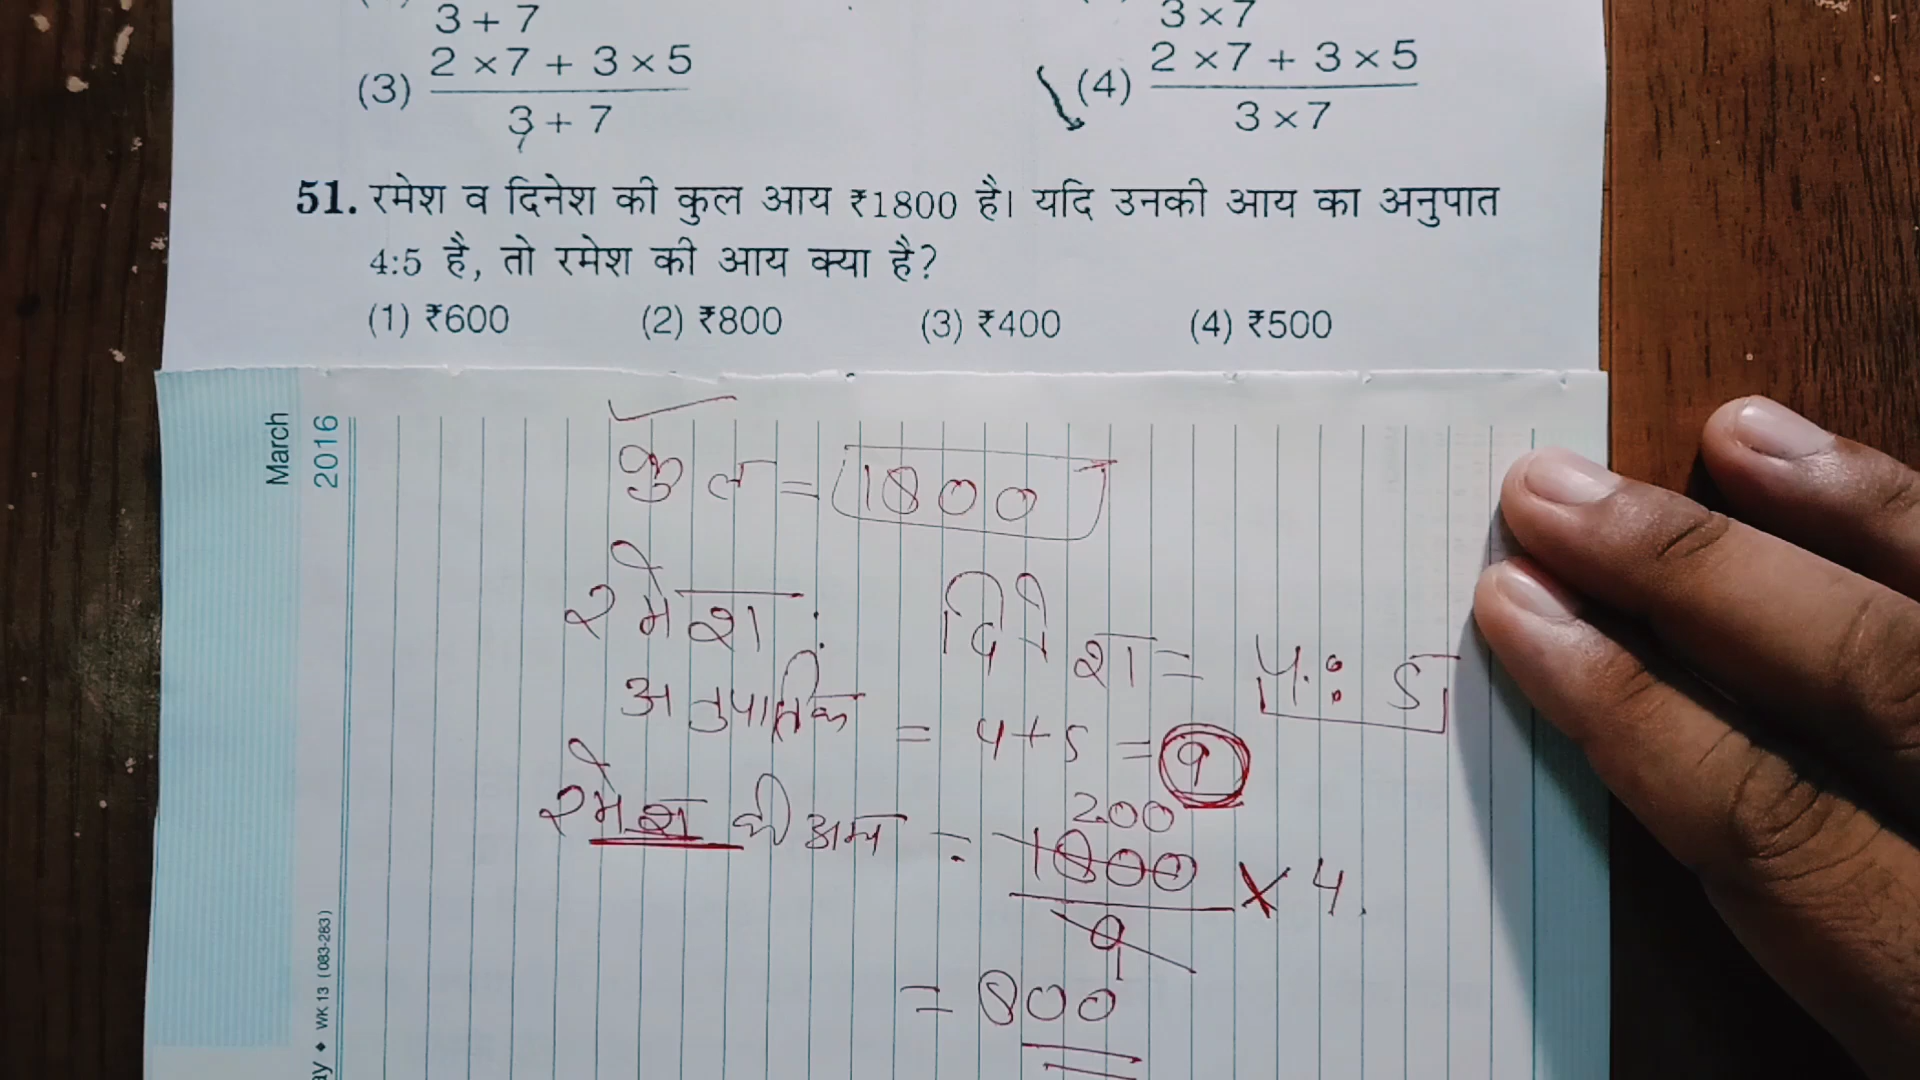 3 + 7
3 × 7
(3) 2 × 7 + 3 × 5
3 + 7
(4) 2 × 7 + 3 × 5
3 × 7
51. रमेश व दिनेश की कुल आय ₹1800 है। यदि उनकी आय का अनुपात
4:5 है, तो रमेश की आय क्या है?
(1) ₹600 (2) ₹800 (3) ₹400 (4) ₹500
March
2016
कुल = 1800
रमेश : दिनेश = 4 : 5
अनुपातिक = 4+5 = 9
200
रमेश की आय = 1800 × 4
9
= 800
WK 13 (083-283)